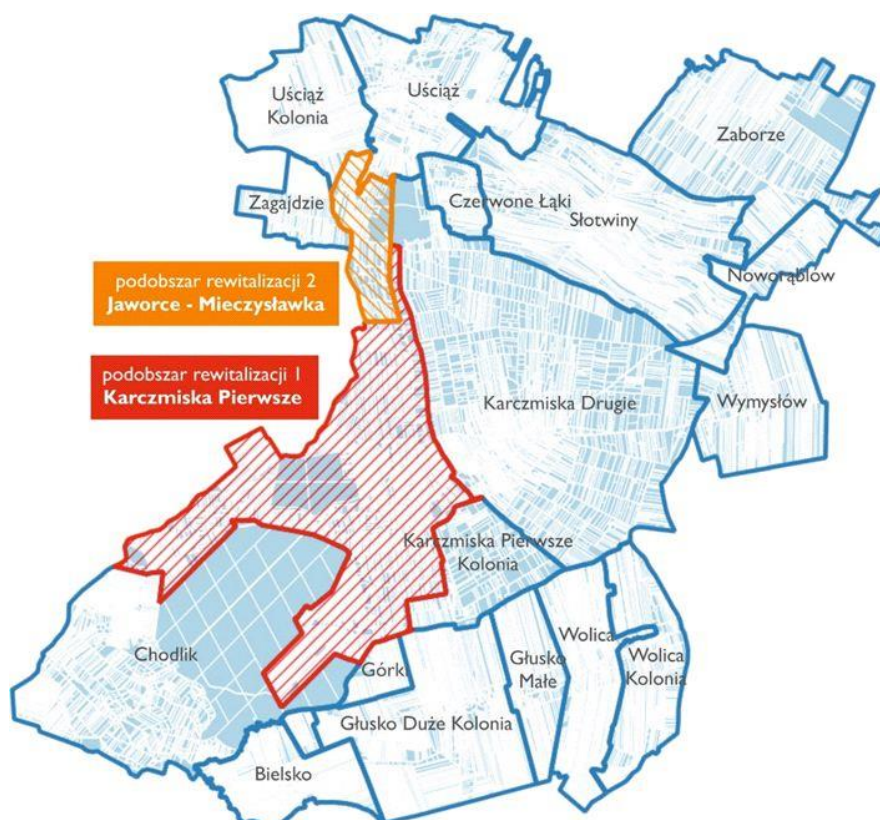 Uściąż
Kolonia
Uściąż
Zaborze
Zagajdzie
Czerwone Łąki
Słotwiny
Noworąblów
podobszar rewitalizacji 2
Jaworce - Mieczysławka
podobszar rewitalizacji 1
Karczmiska Pierwsze
Karczmiska Drugie
Wymysłów
Karczmiska Pierwsze
Kolonia
Chodlik
Górki
Głusko
Małe
Wolica
Wolica
Kolonia
Głusko Duże Kolonia
Bielsko